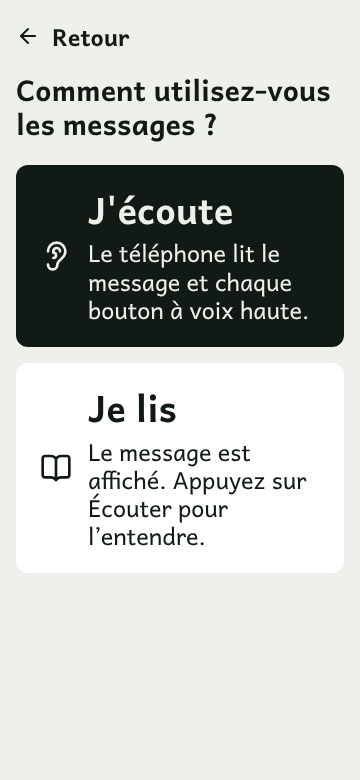 Retour
Comment utilisez-vous
les messages ?
J'écoute
Le téléphone lit le
message et chaque
bouton à voix haute.
Je lis
Le message est
affiché. Appuyez sur
Écouter pour
l’entendre.